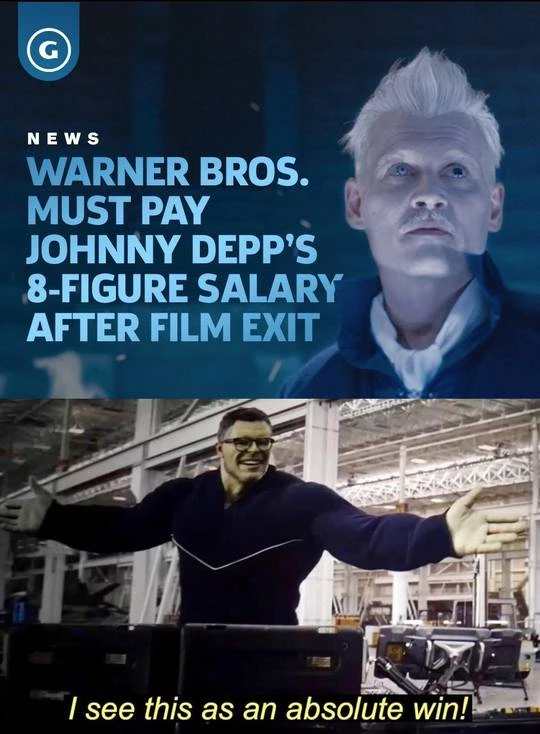 G
NEWS
WARNER BROS.
MUST PAY
JOHNNY DEPP'S
8-FIGURE SALARY
AFTER FILM EXIT
I see this as an absolute win!